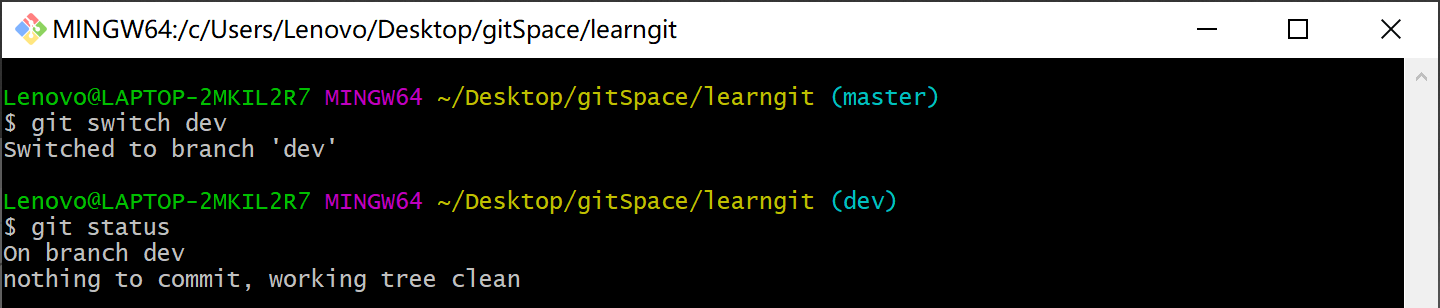 MINGW64:/c/Users/Lenovo/Desktop/gitSpace/learngit
Lenovo@LAPTOP-2MKIL2R7 MINGW64 ~/Desktop/gitSpace/learngit (master)
$ git switch dev
Switched to branch 'dev'
Lenovo@LAPTOP-2MKIL2R7 MINGW64 ~/Desktop/gitSpace/learngit (dev)
$ git status
On branch dev
nothing to commit, working tree clean